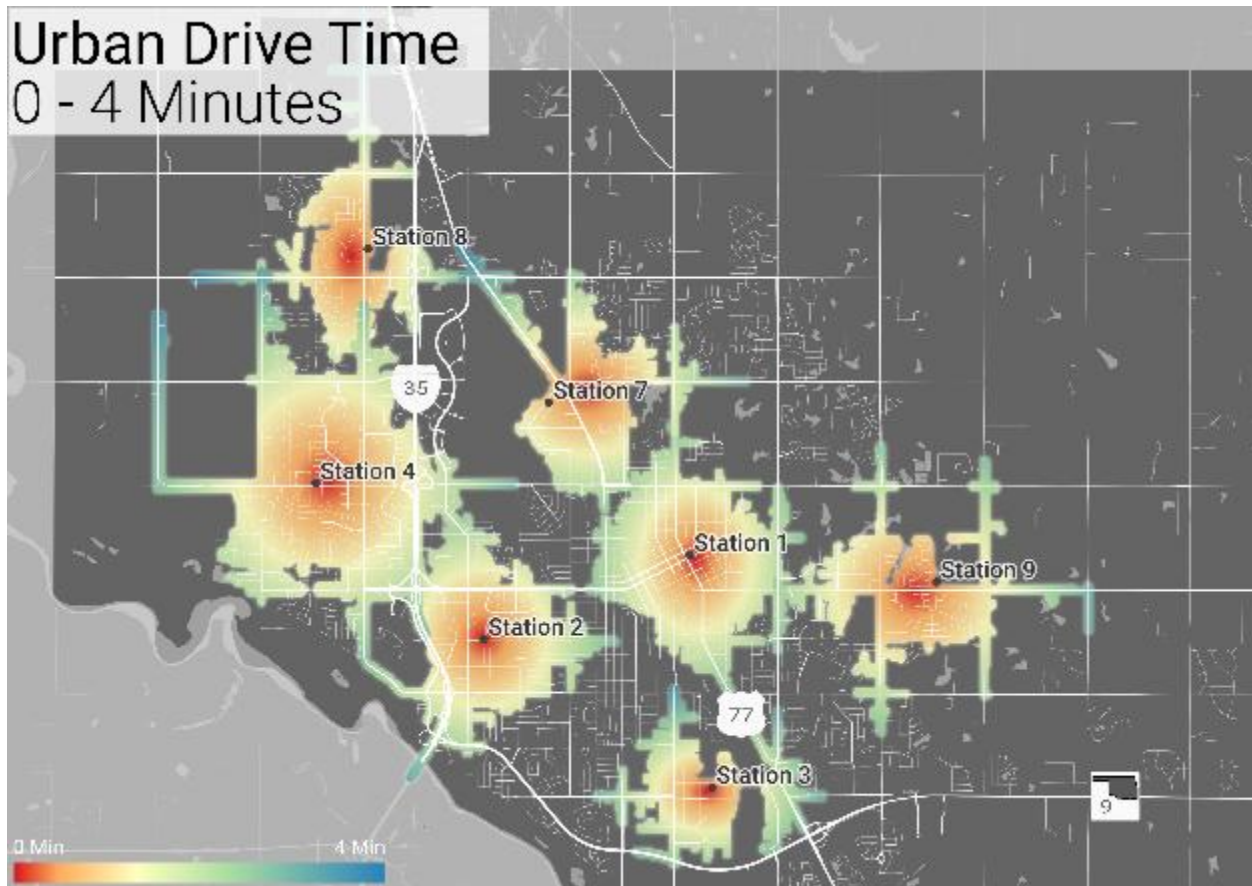 Urban Drive Time
0 - 4 Minutes
Station 8
35
Station 7
Station 4
Station 1
Station 9
Station 2
77
Station 3
9
0 Min
4 Min